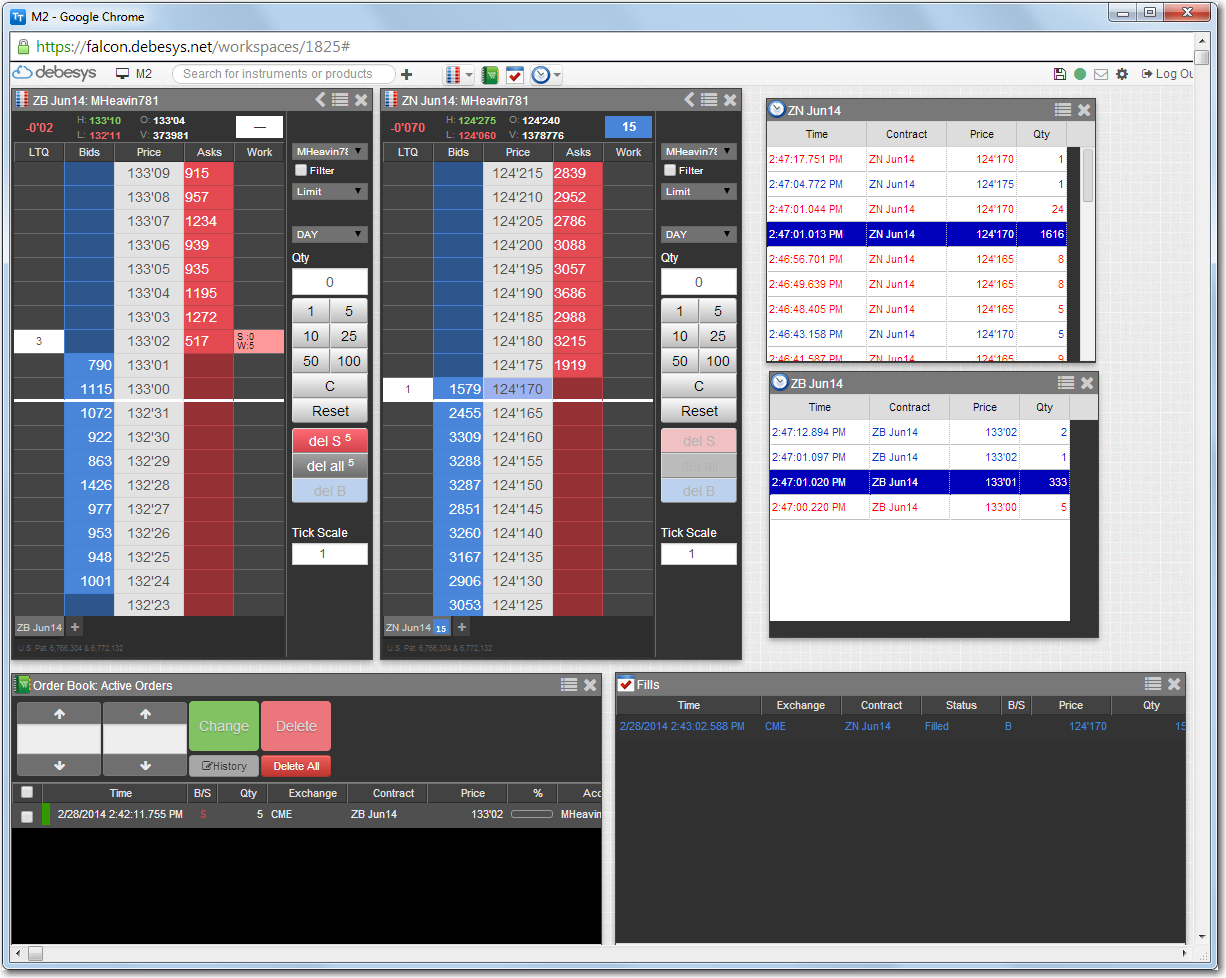 M2 - Google Chrome
https://falcon.debesys.net/workspaces/1825#
debesys M2 Search for instruments or products Log Ou
ZB Jun14: MHeavin781
-0'02 H: 133'10 O: 133'04 —
L: 132'11 V: 373981
LTQ Bids Price Asks Work
133'09 915
133'08 957
133'07 1234
133'06 939
133'05 935
133'04 1195
133'03 1272
3 133'02 517 S :0 W:5
790 133'01
1115 133'00
1072 132'31
922 132'30
863 132'29
1426 132'28
977 132'27
953 132'26
948 132'25
1001 132'24
132'23
ZB Jun14 +
U.S. Pat. 6,766,304 & 6,772,132
MHeavin78
Filter
Limit
DAY
Qty
0
1 5
10 25
50 100
C
Reset
del S 5
del all 5
del B
Tick Scale
1
ZN Jun14: MHeavin781
-0'070 H: 124'275 O: 124'240 15
L: 124'060 V: 1378776
LTQ Bids Price Asks Work
124'215 2839
124'210 2952
124'205 2786
124'200 3088
124'195 3057
124'190 3686
124'185 2988
124'180 3215
124'175 1919
1 1579 124'170
2455 124'165
3309 124'160
3288 124'155
3287 124'150
2851 124'145
3260 124'140
3167 124'135
2906 124'130
3053 124'125
ZN Jun14 15 +
U.S. Pat. 6,766,304 & 6,772,132
MHeavin78
Filter
Limit
DAY
Qty
0
1 5
10 25
50 100
C
Reset
del S
del all
del B
Tick Scale
1
ZN Jun14
Time Contract Price Qty
2:47:17.751 PM ZN Jun14 124'170 1
2:47:04.772 PM ZN Jun14 124'175 1
2:47:01.044 PM ZN Jun14 124'170 24
2:47:01.013 PM ZN Jun14 124'170 1616
2:46:56.701 PM ZN Jun14 124'165 8
2:46:49.639 PM ZN Jun14 124'165 8
2:46:48.405 PM ZN Jun14 124'165 5
2:46:43.158 PM ZN Jun14 124'170 5
2:46:41.587 PM ZN Jun14 124'165 9
ZB Jun14
Time Contract Price Qty
2:47:12.894 PM ZB Jun14 133'02 2
2:47:01.097 PM ZB Jun14 133'02 1
2:47:01.020 PM ZB Jun14 133'01 333
2:47:00.220 PM ZB Jun14 133'00 5
Order Book: Active Orders
Change Delete
History Delete All
Time B/S Qty Exchange Contract Price % Acc
2/28/2014 2:42:11.755 PM S 5 CME ZB Jun14 133'02 MHeavin
Fills
Time Exchange Contract Status B/S Price Qty
2/28/2014 2:43:02.588 PM CME ZN Jun14 Filled B 124'170 15